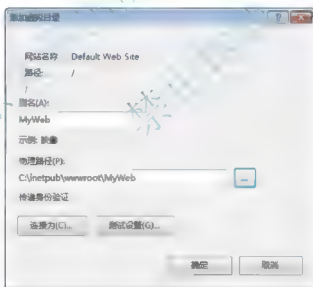 添加虚拟目录
网站名称: Default Web Site
路径: /
别名(A):
MyWeb
示例: 映像
物理路径(P):
C:\inetpub\wwwroot\MyWeb
...
传递身份验证
连接为(C)...
测试设置(G)...
确定
取消